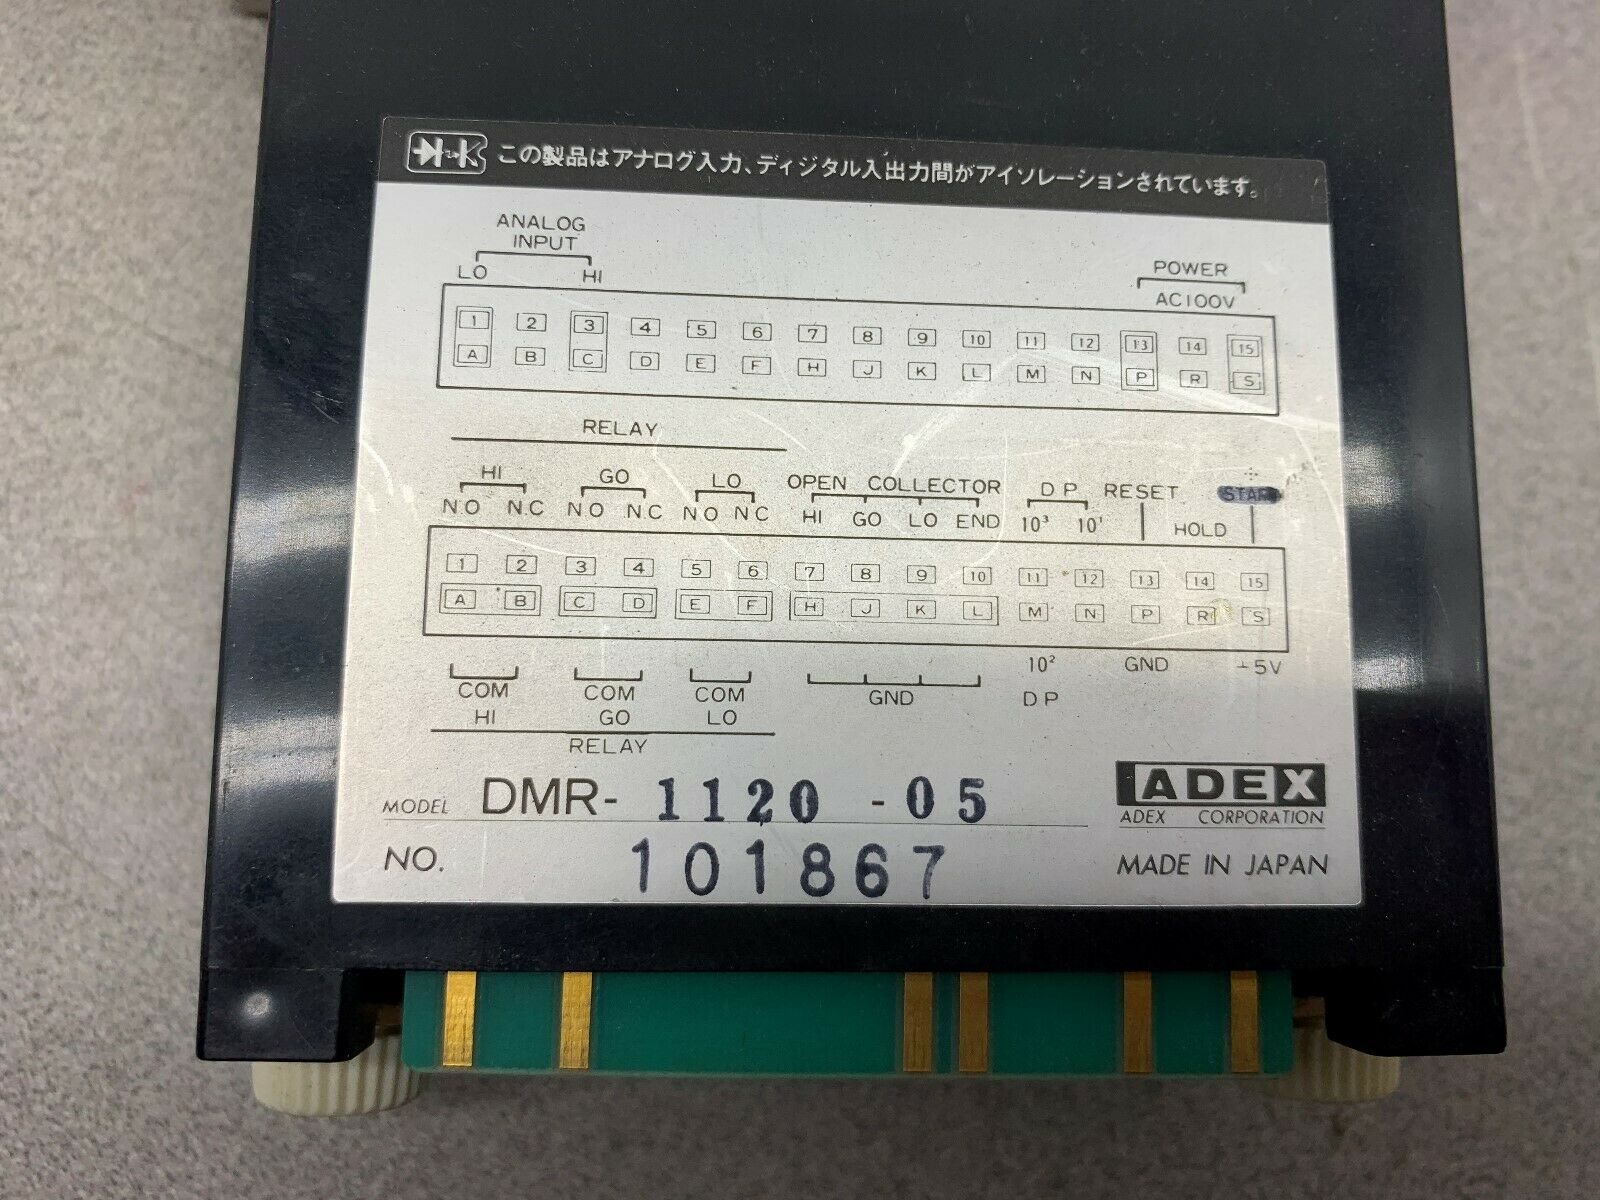 この製品はアナログ入力、ディジタル入出力間がアイソレーションされています。
ANALOG
INPUT
LO HI
POWER
AC100V
1 2 3 4 5 6 7 8 9 10 11 12 13 14 15
A B C D E F H J K L M N P R S
RELAY
HI GO LO OPEN COLLECTOR DP RESET START
NO NC NO NC NO NC HI GO LO END 10³ 10¹ HOLD
1 2 3 4 5 6 7 8 9 10 11 12 13 14 15
A B C D E F H J K L M N P R S
COM COM COM GND 10² GND +5V
HI GO LO DP
RELAY
MODEL DMR-1120-05
ADEX
ADEX CORPORATION
NO. 101867
MADE IN JAPAN